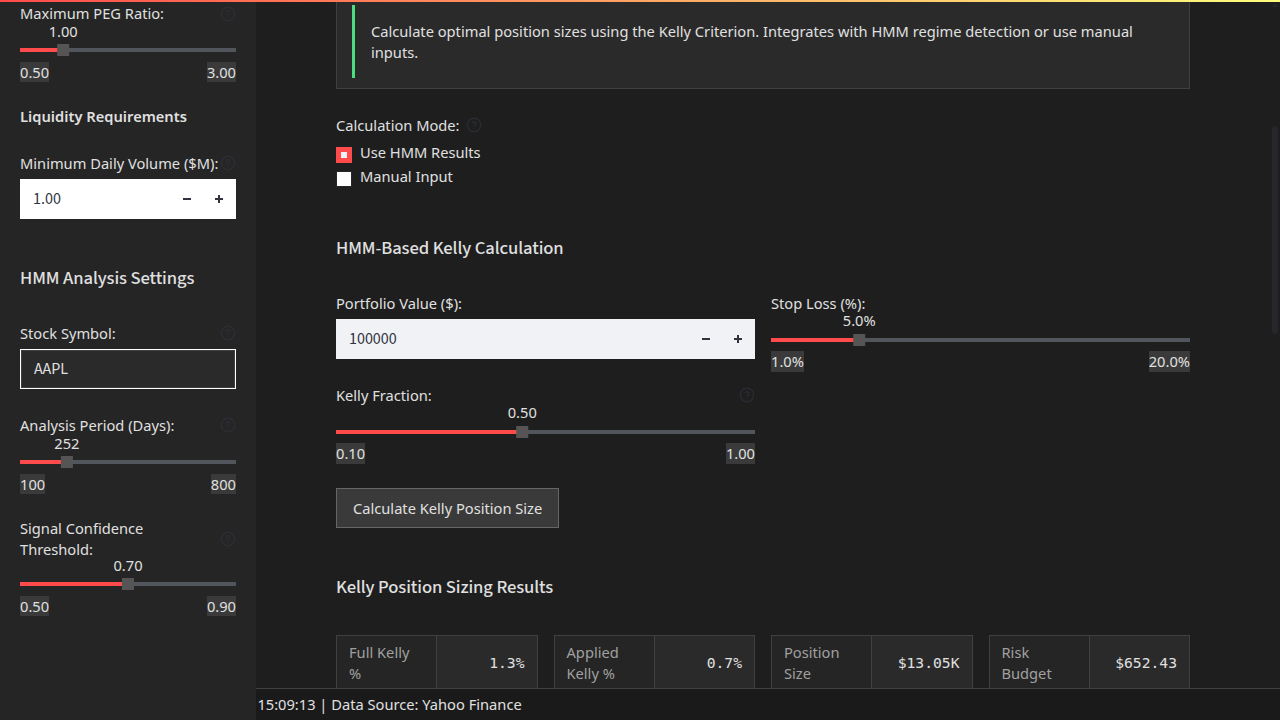 Maximum PEG Ratio:
1.00
0.50
3.00
Liquidity Requirements
Minimum Daily Volume ($M):
1.00
HMM Analysis Settings
Stock Symbol:
AAPL
Analysis Period (Days):
252
100
800
Signal Confidence
Threshold:
0.70
0.50
0.90
Calculate optimal position sizes using the Kelly Criterion. Integrates with HMM regime detection or use manual
inputs.
Calculation Mode:
Use HMM Results
Manual Input
HMM-Based Kelly Calculation
Portfolio Value ($):
100000
Stop Loss (%):
5.0%
1.0%
20.0%
Kelly Fraction:
0.50
0.10
1.00
Calculate Kelly Position Size
Kelly Position Sizing Results
Full Kelly
%
1.3%
Applied
Kelly %
0.7%
Position
Size
$13.05K
Risk
Budget
$652.43
15:09:13 | Data Source: Yahoo Finance